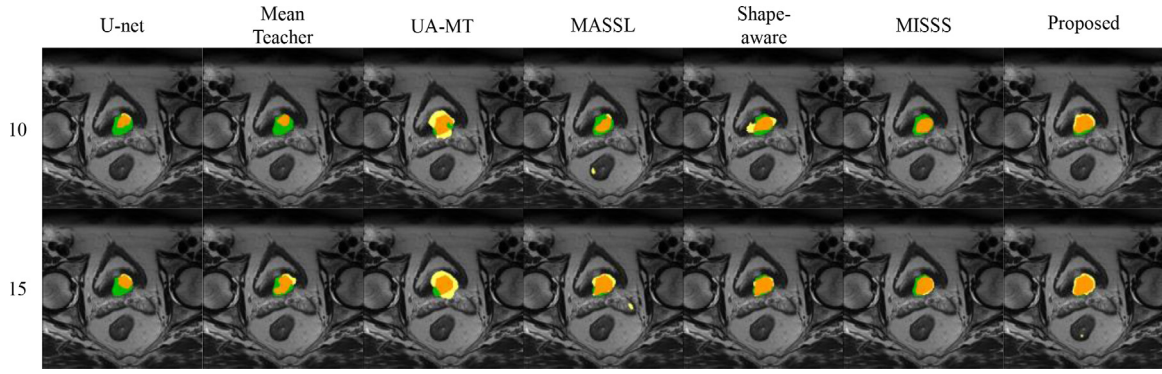 U-net
Mean
Teacher
UA-MT
MASSL
Shape-
aware
MISSS
Proposed
10
15